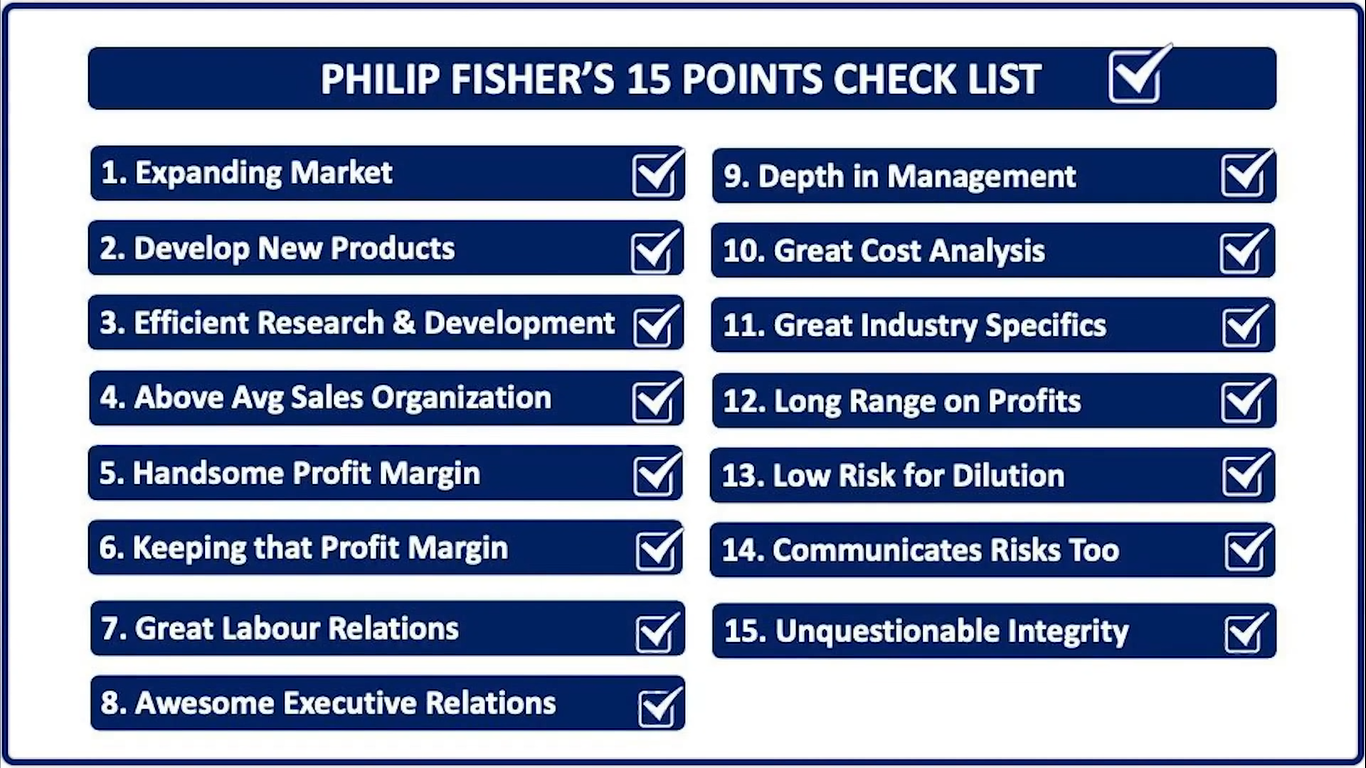 PHILIP FISHER’S 15 POINTS CHECK LIST
1. Expanding Market
2. Develop New Products
3. Efficient Research & Development
4. Above Avg Sales Organization
5. Handsome Profit Margin
6. Keeping that Profit Margin
7. Great Labour Relations
8. Awesome Executive Relations
9. Depth in Management
10. Great Cost Analysis
11. Great Industry Specifics
12. Long Range on Profits
13. Low Risk for Dilution
14. Communicates Risks Too
15. Unquestionable Integrity